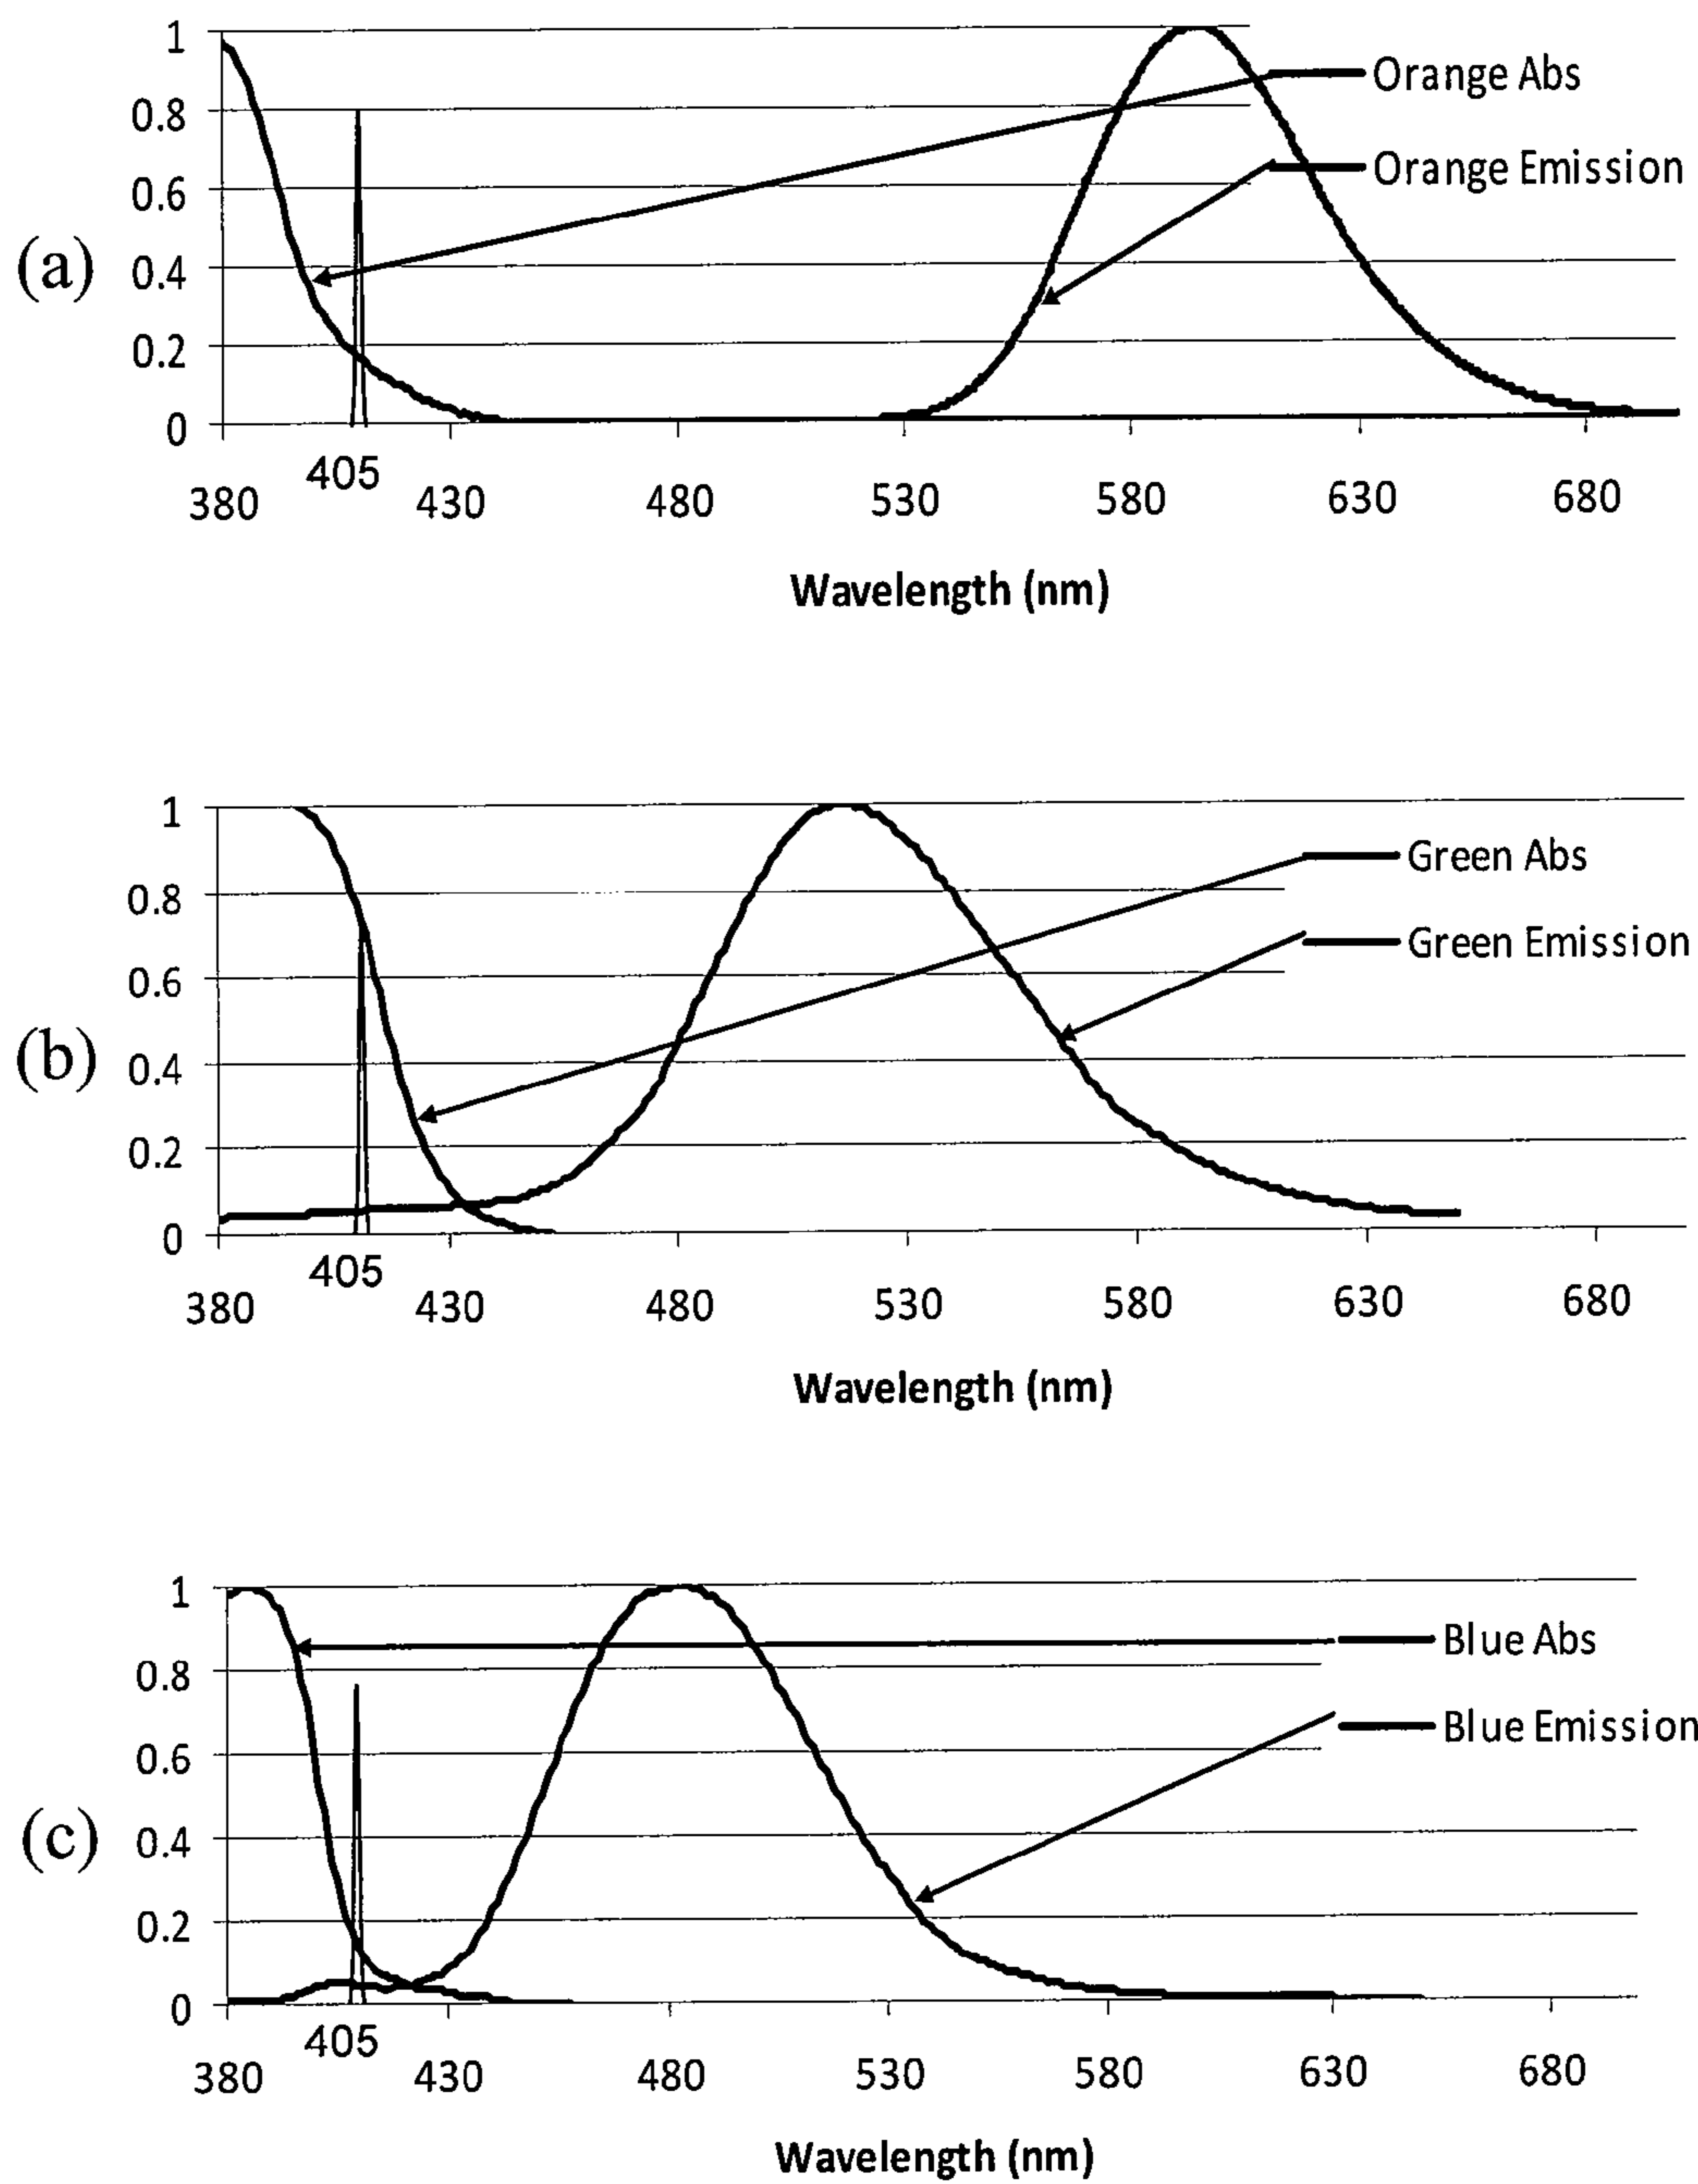 (a)
1
0.8
0.6
0.4
0.2
0
Orange Abs
Orange Emission
405
380 430 480 530 580 630 680
Wavelength (nm)
(b)
1
0.8
0.6
0.4
0.2
0
Green Abs
Green Emission
405
380 430 480 530 580 630 680
Wavelength (nm)
(c)
1
0.8
0.6
0.4
0.2
0
Blue Abs
Blue Emission
405
380 430 480 530 580 630 680
Wavelength (nm)